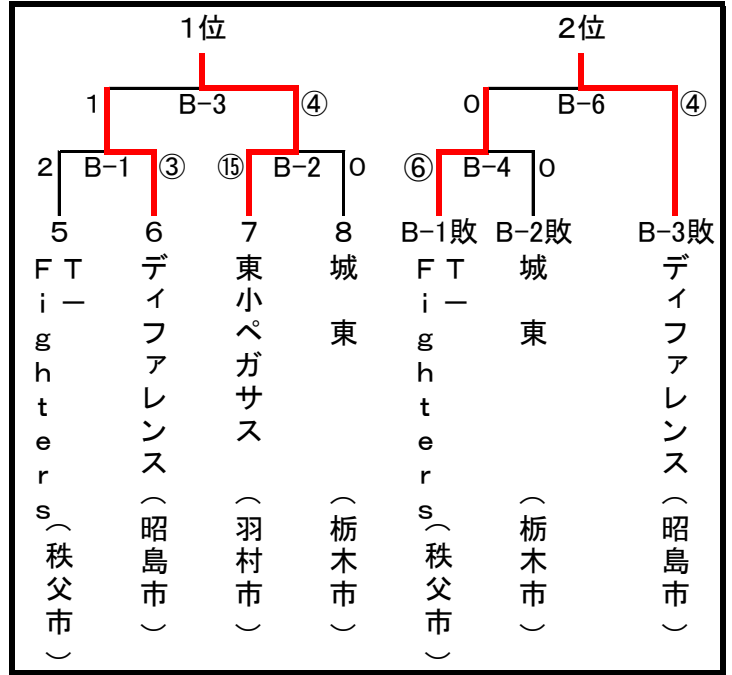 1位 2位
1 B-3 ④ 0 B-6 ④
2 B-1 ③ ⑮ B-2 0 ⑥ B-4 0
5 6 7 8 B-1敗 B-2敗 B-3敗
T-Fighters(秩父市)
ディファレンス(昭島市)
東小ペガサス(羽村市)
城東(栃木市)
T-Fighters(秩父市)
城東(栃木市)
ディファレンス(昭島市)